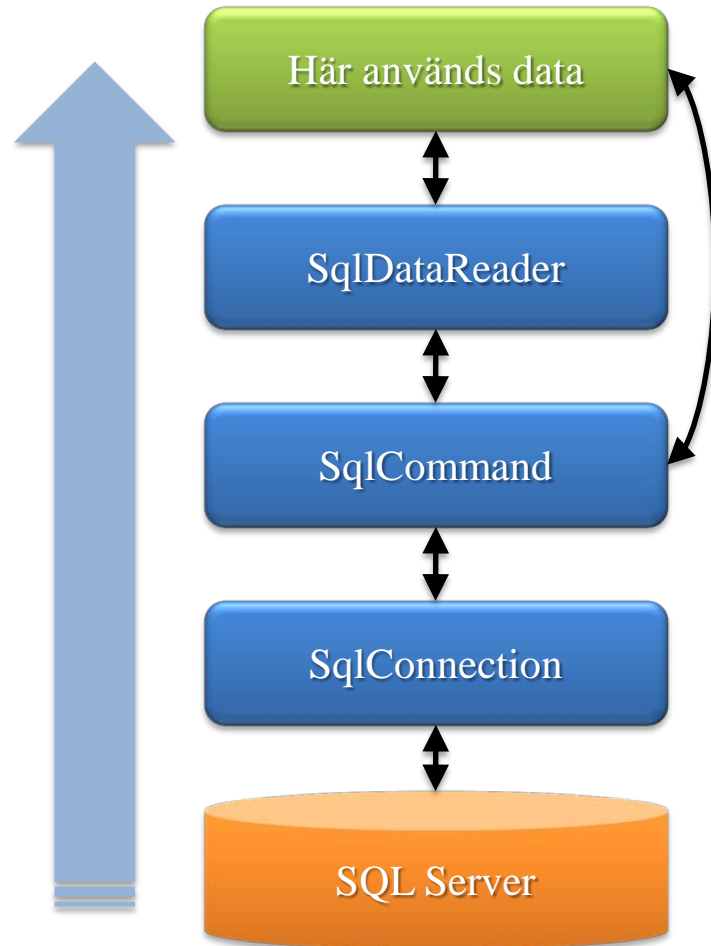 Här används data
SqlDataReader
SqlCommand
SqlConnection
SQL Server